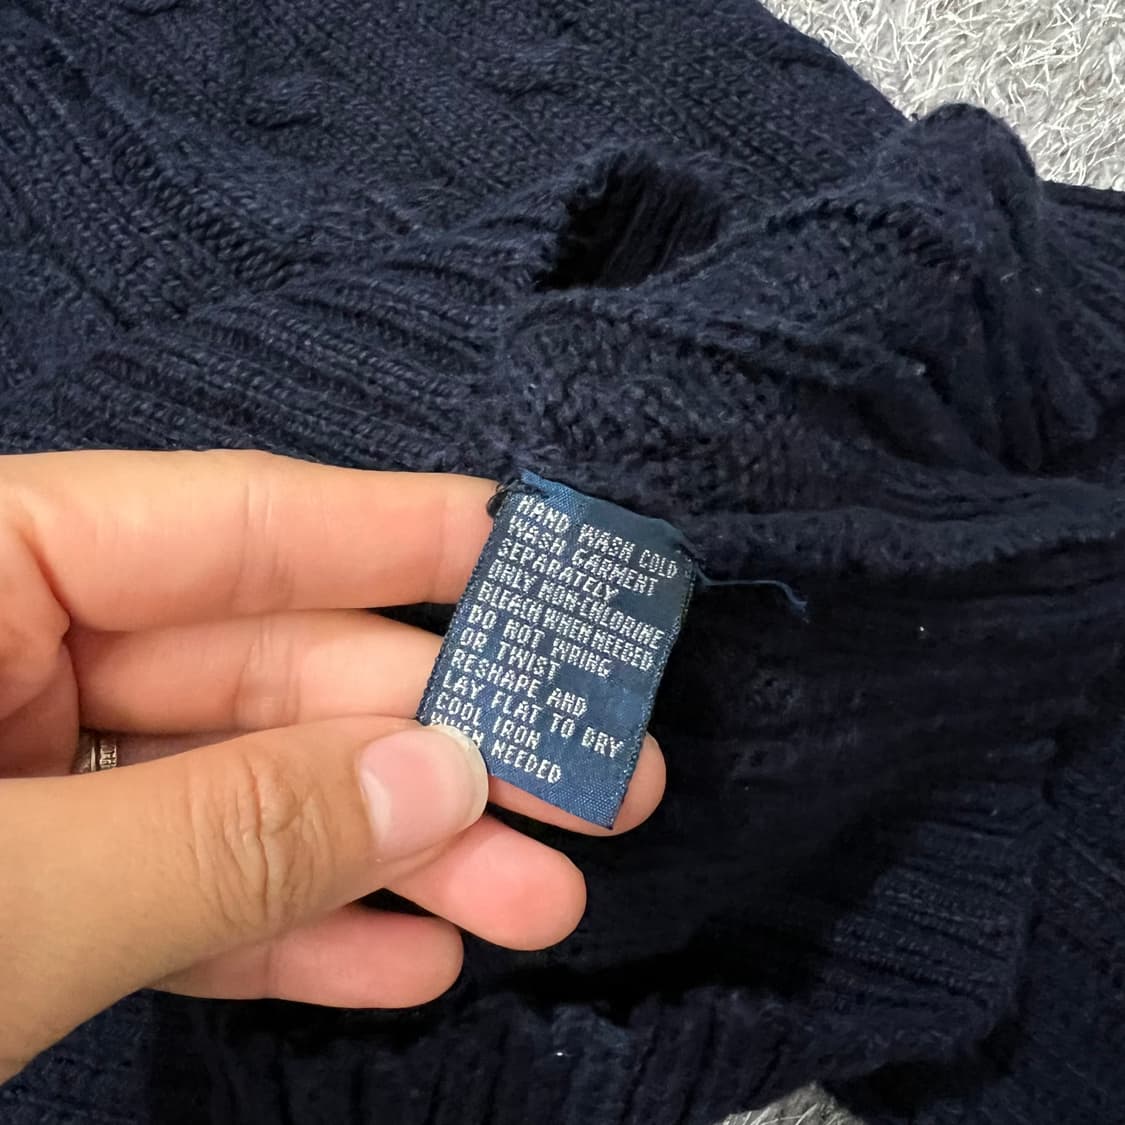 HAND WASH COLD
WASH GARMENT
SEPARATELY
ONLY NON CHLORINE
BLEACH WHEN NEEDED
DO NOT WRING
OR TWIST
RESHAPE AND
LAY FLAT TO DRY
COOL IRON
WHEN NEEDED